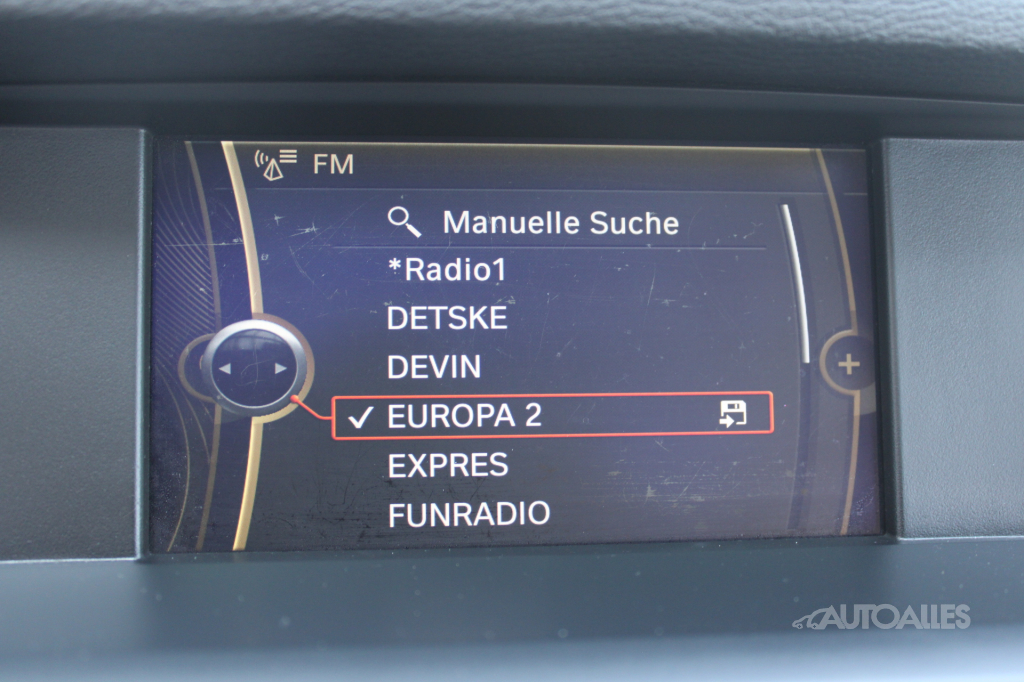 FM
Manuelle Suche
*Radio1
DETSKE
DEVIN
EUROPA 2
EXPRES
FUNRADIO
AUTOALLES